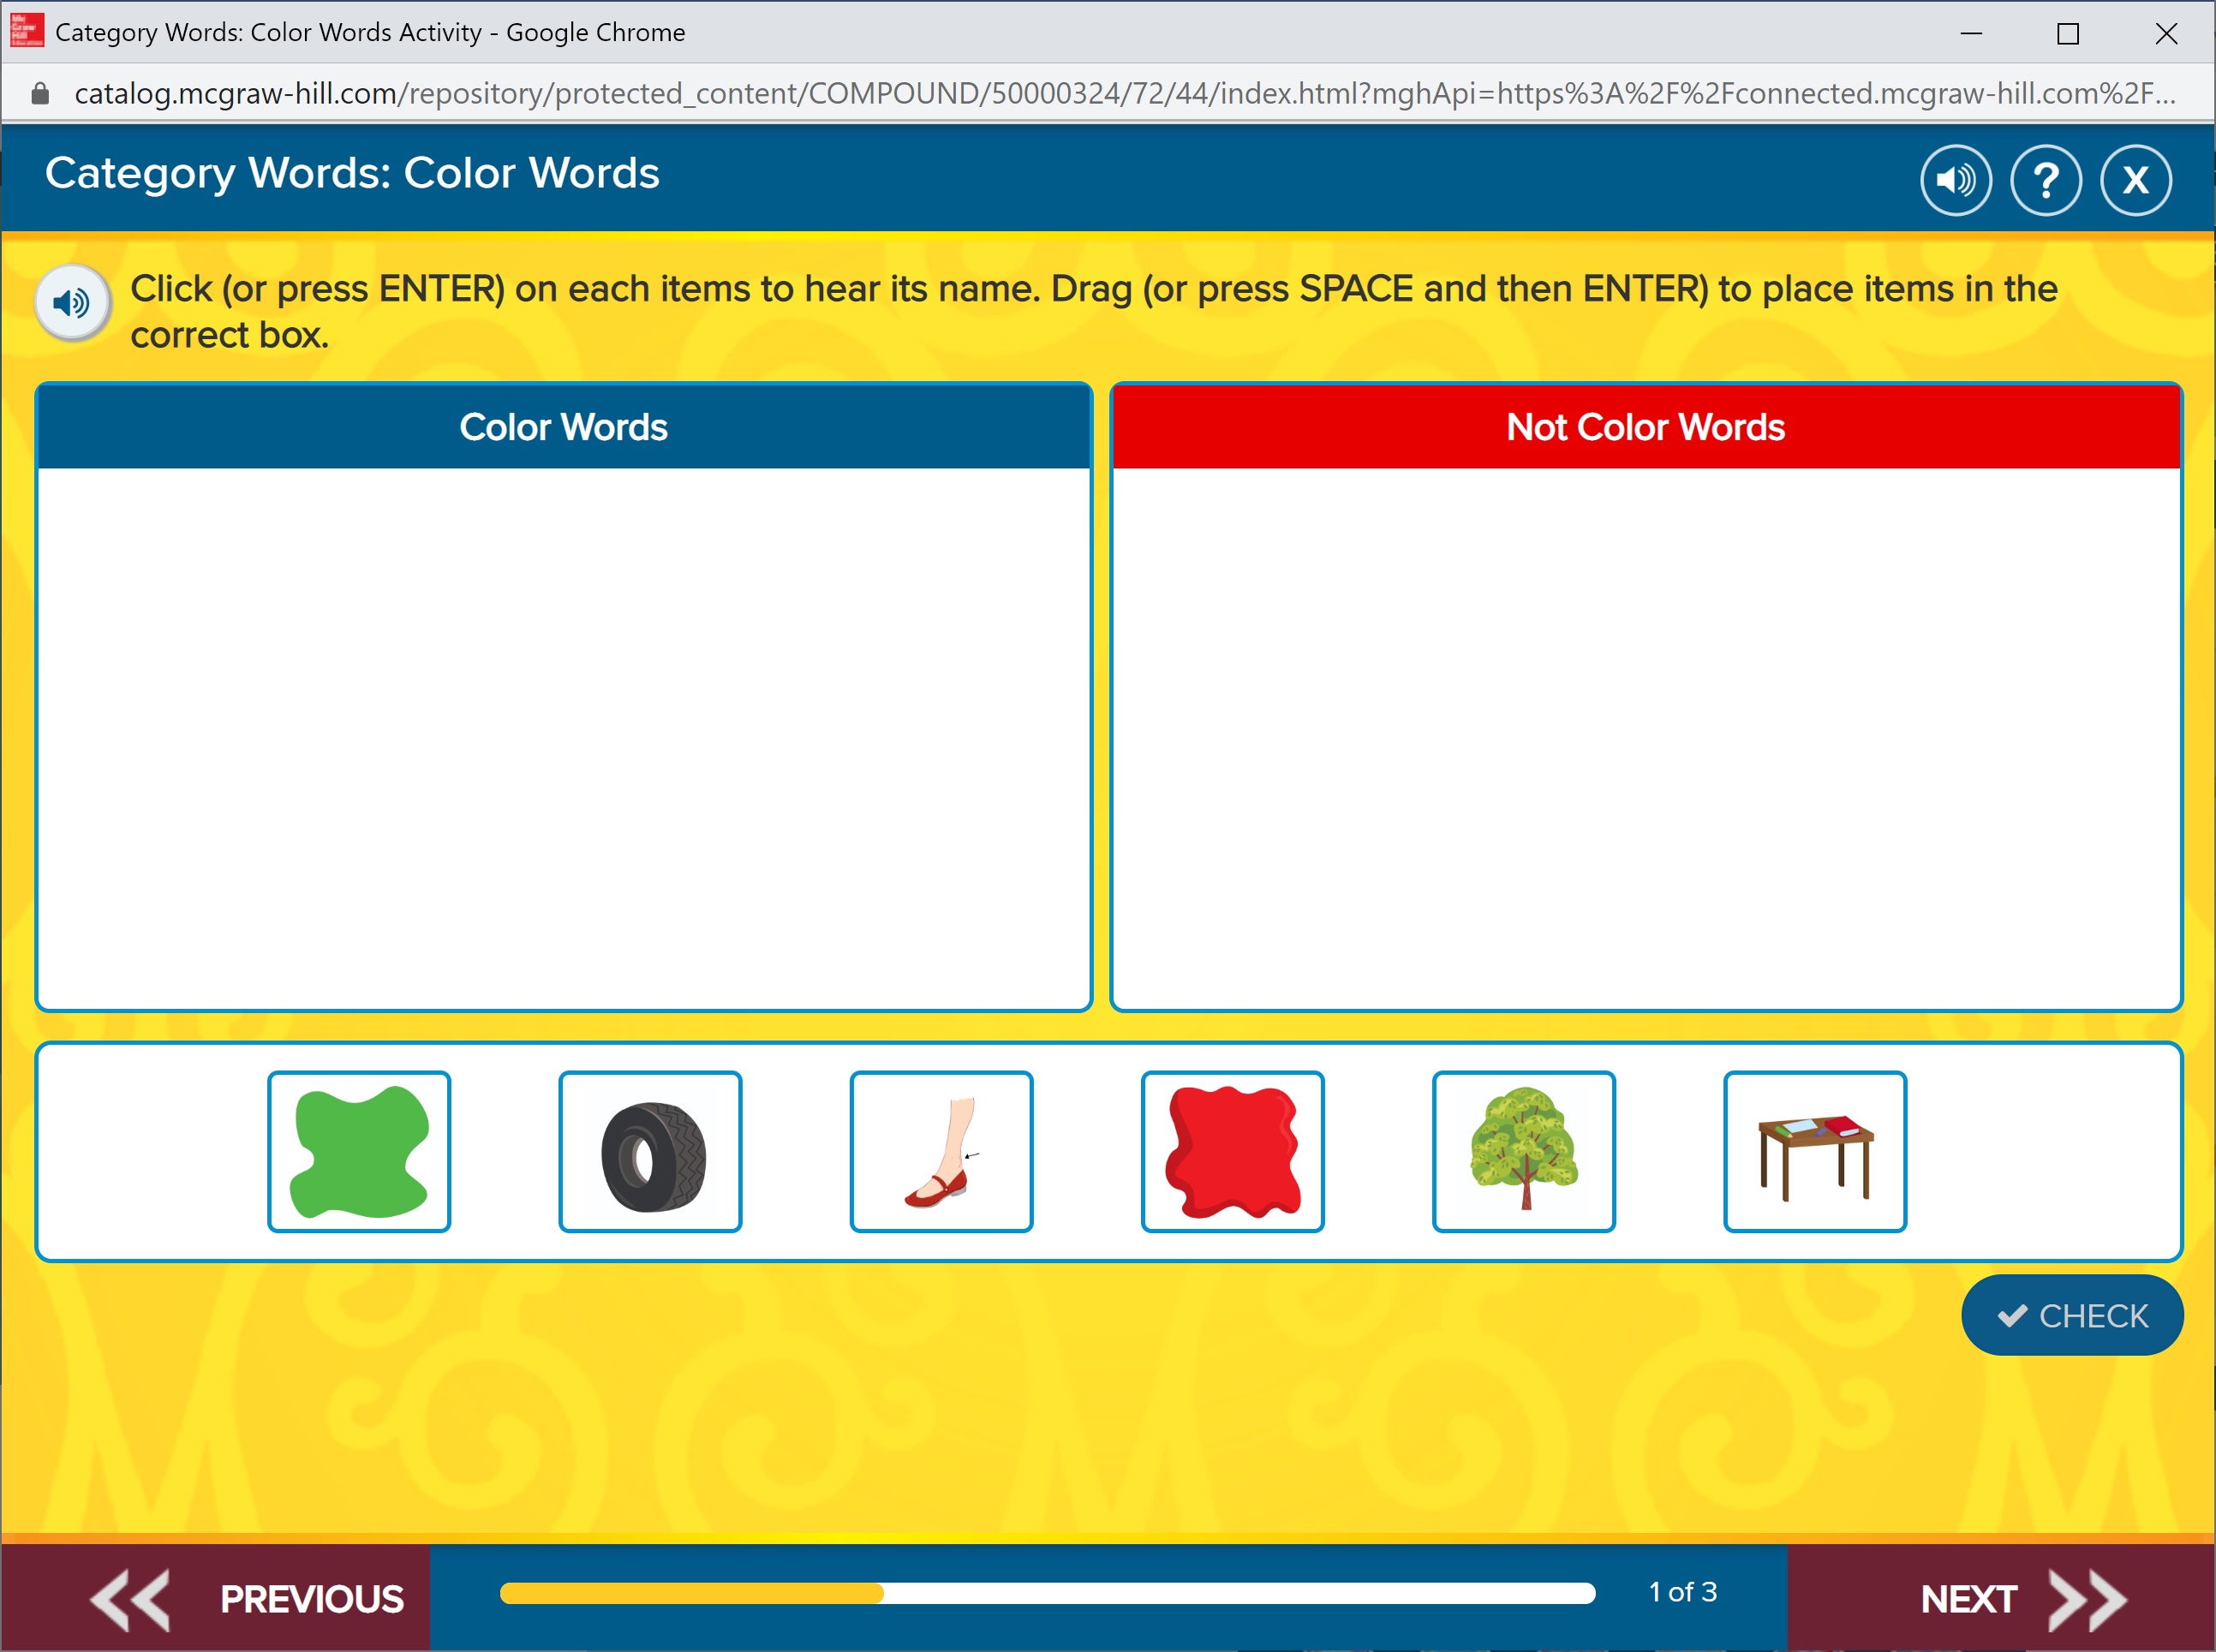 Category Words: Color Words Activity - Google Chrome
catalog.mcgraw-hill.com/repository/protected_content/COMPOUND/50000324/72/44/index.html?mghApi=https%3A%2F%2Fconnected.mcgraw-hill.com%2F...
Category Words: Color Words
? X
Click (or press ENTER) on each items to hear its name. Drag (or press SPACE and then ENTER) to place items in the
correct box.
Color Words
Not Color Words
CHECK
PREVIOUS
1 of 3
NEXT